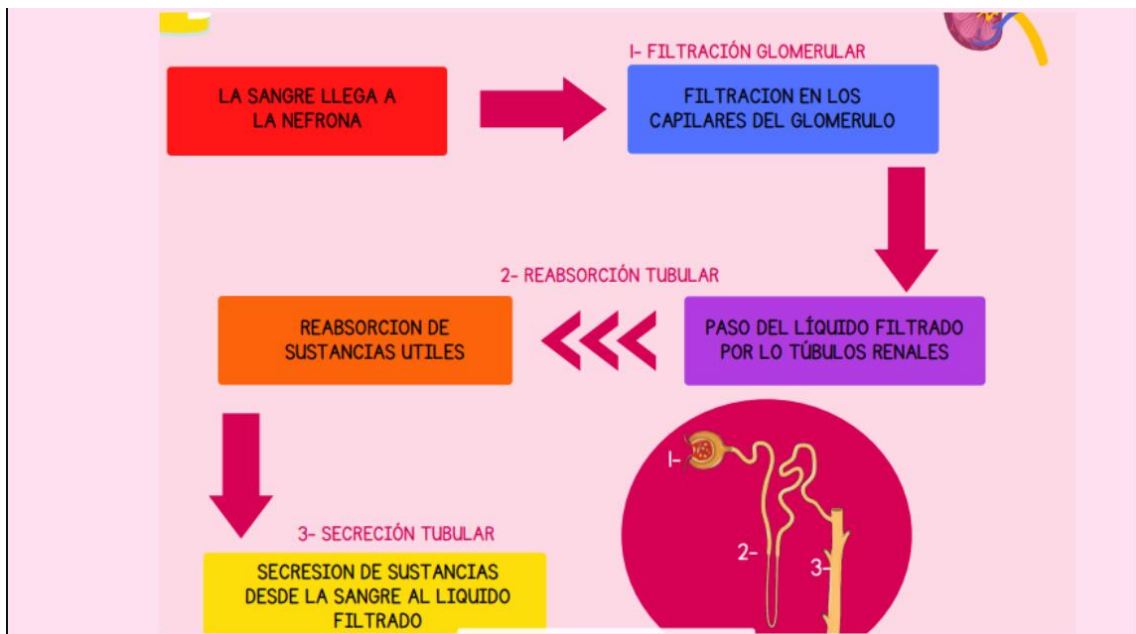 1- FILTRACIÓN GLOMERULAR
LA SANGRE LLEGA A
LA NEFRONA
FILTRACION EN LOS
CAPILARES DEL GLOMERULO
2- REABSORCIÓN TUBULAR
REABSORCION DE
SUSTANCIAS UTILES
PASO DEL LÍQUIDO FILTRADO
POR LO TÚBULOS RENALES
1-
2-
3-
3- SECRECIÓN TUBULAR
SECRESION DE SUSTANCIAS
DESDE LA SANGRE AL LIQUIDO
FILTRADO